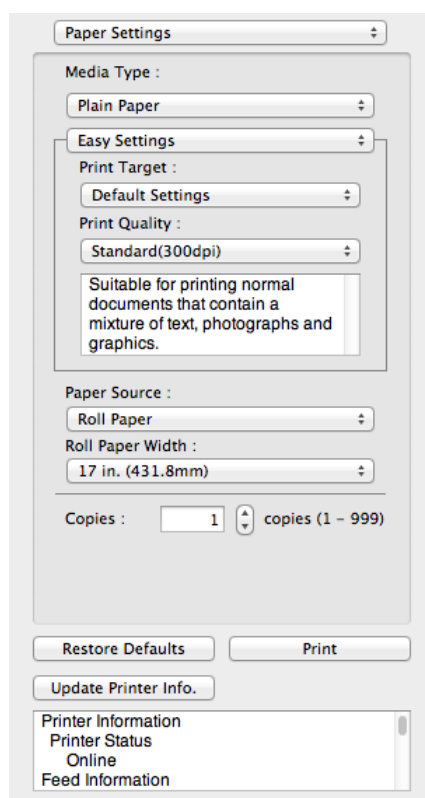 Paper Settings
Media Type :
Plain Paper
Easy Settings
Print Target :
Default Settings
Print Quality :
Standard(300dpi)
Suitable for printing normal
documents that contain a
mixture of text, photographs and
graphics.
Paper Source :
Roll Paper
Roll Paper Width :
17 in. (431.8mm)
Copies : 1 copies (1 – 999)
Restore Defaults Print
Update Printer Info.
Printer Information
Printer Status
Online
Feed Information